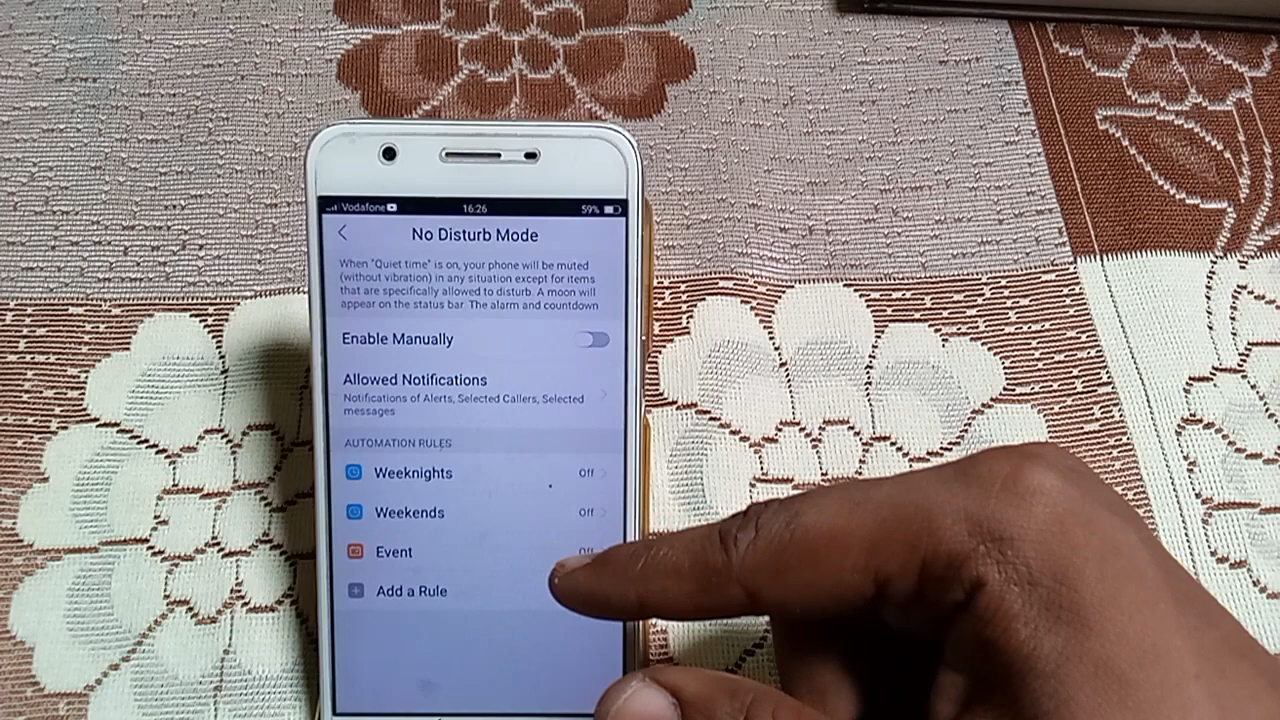 Vodafone 16:26 59%
No Disturb Mode
When "Quiet time" is on, your phone will be muted
(without vibration) in any situation except for items
that are specifically allowed to disturb. A moon will
appear on the status bar. The alarm and countdown
Enable Manually
Allowed Notifications
Notifications of Alerts, Selected Callers, Selected
messages
AUTOMATION RULES
Weeknights Off
Weekends Off
Event Off
Add a Rule